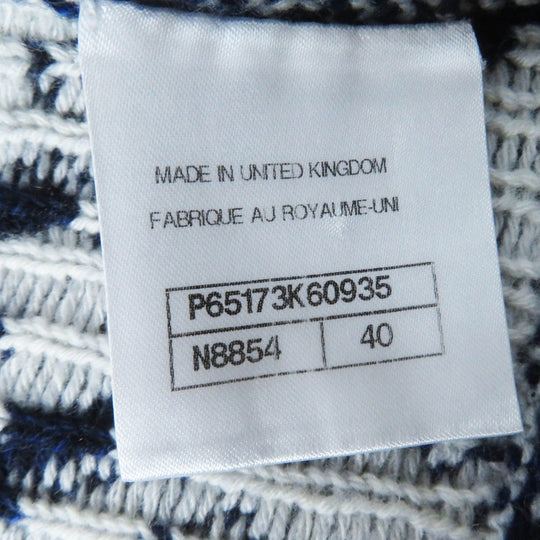 MADE IN UNITED KINGDOM
FABRIQUE AU ROYAUME-UNI
P65173K60935
N8854 40